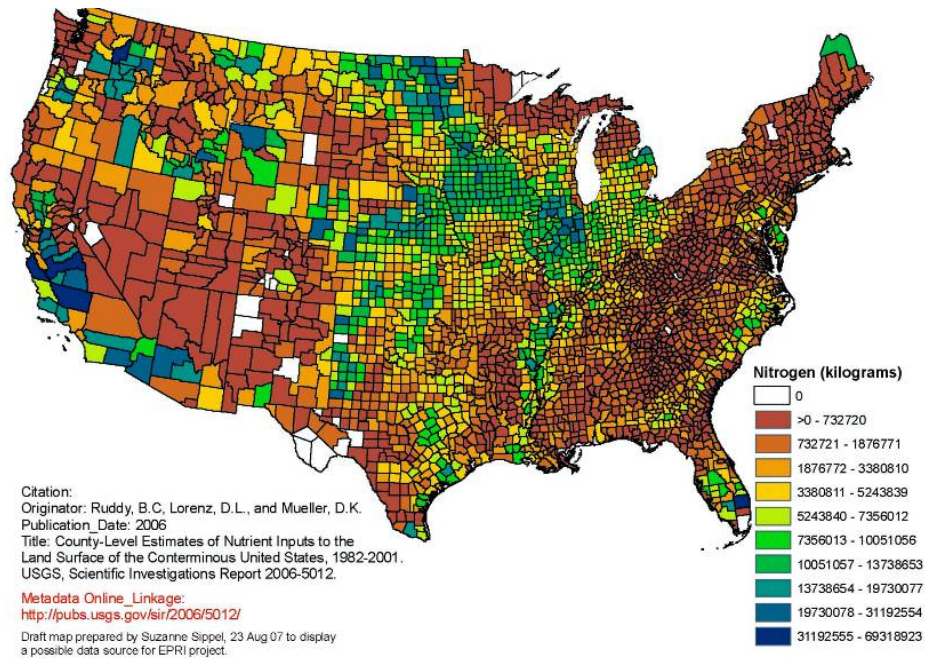 Nitrogen (kilograms)
0
>0 - 732720
732721 - 1876771
1876772 - 3380810
3380811 - 5243839
5243840 - 7356012
7356013 - 10051056
10051057 - 13738653
13738654 - 19730077
19730078 - 31192554
31192555 - 69318923
Citation:
Originator: Ruddy, B.C, Lorenz, D.L., and Mueller, D.K.
Publication_Date: 2006
Title: County-Level Estimates of Nutrient Inputs to the
Land Surface of the Conterminous United States, 1982-2001.
USGS, Scientific Investigations Report 2006-5012.
Metadata Online_Linkage:
http://pubs.usgs.gov/sir/2006/5012/
Draft map prepared by Suzanne Sippel, 23 Aug 07 to display
a possible data source for EPRI project.